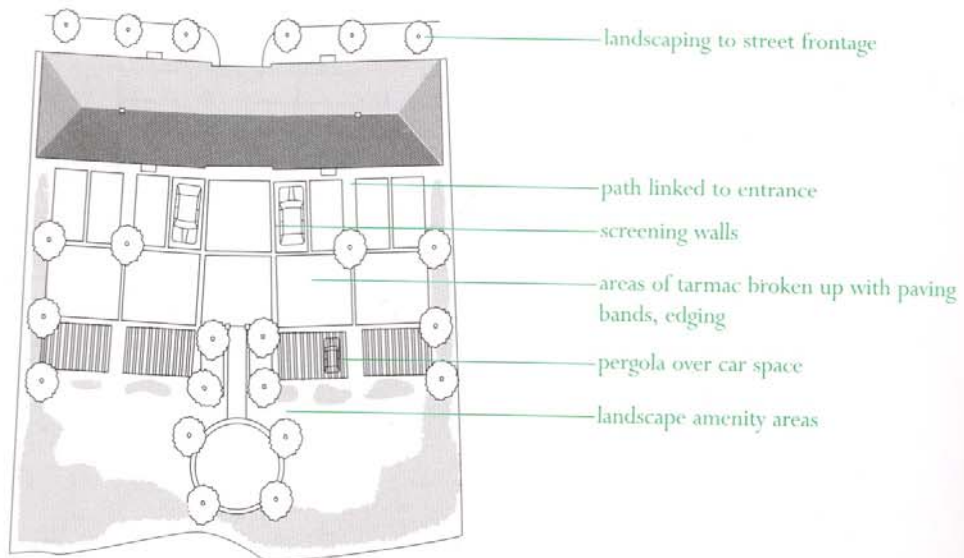 landscaping to street frontage
path linked to entrance
screening walls
areas of tarmac broken up with paving
bands, edging
pergola over car space
landscape amenity areas